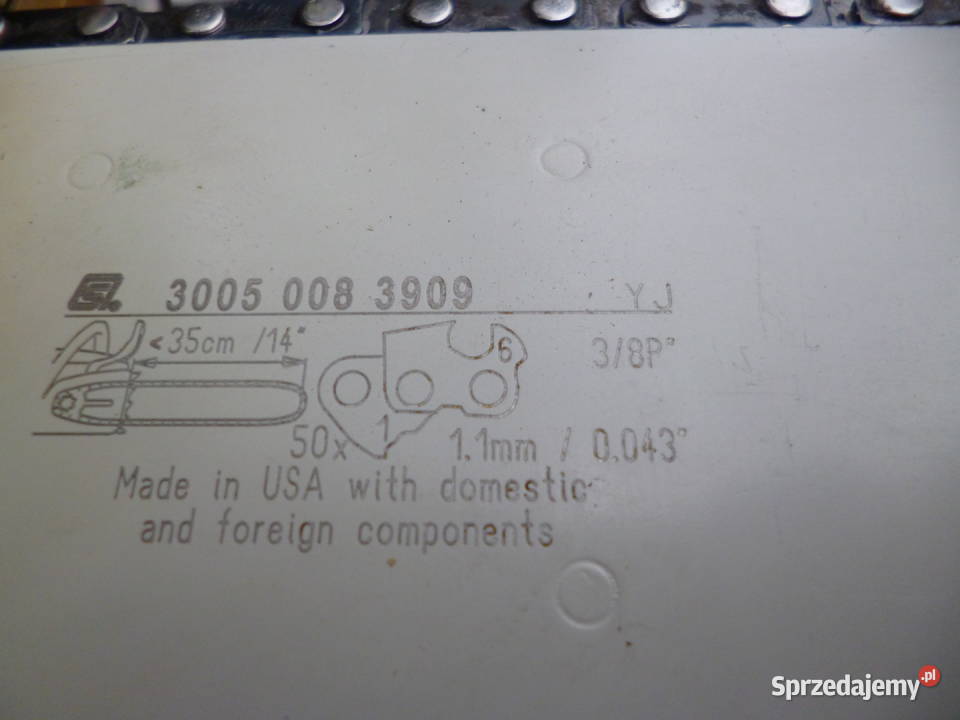 3005 008 3909 YJ
<35cm /14"
6
3/8P"
50x 1 1.1mm / 0.043"
Made in USA with domestic
and foreign components
Sprzedajemy.pl